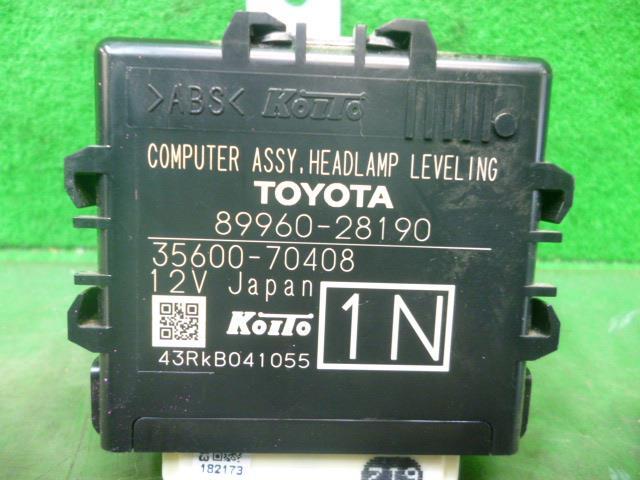 >ABS< KOITO
COMPUTER ASSY,HEADLAMP LEVELING
TOYOTA
89960-28190
35600-70408
12V Japan
KOITO
1N
43RkB041055
182173